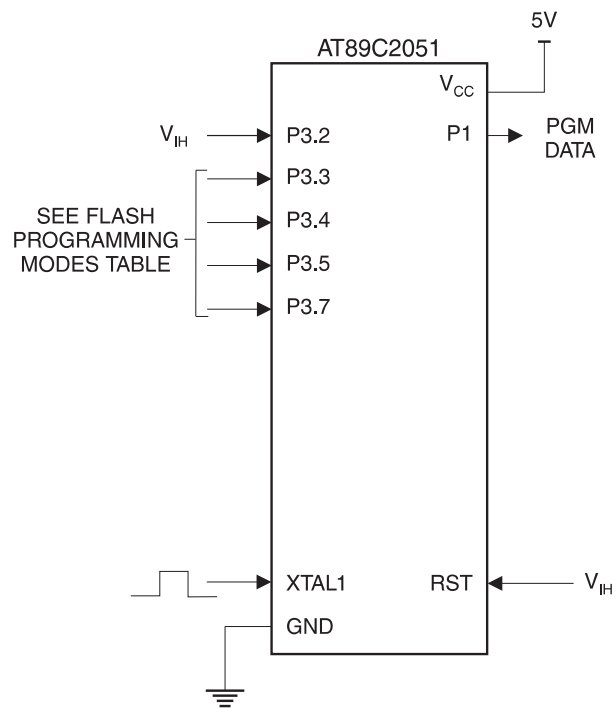 5V
AT89C2051
VCC
VIH
P3.2
P1
PGM
DATA
P3.3
SEE FLASH
PROGRAMMING
MODES TABLE
P3.4
P3.5
P3.7
XTAL1
RST
VIH
GND